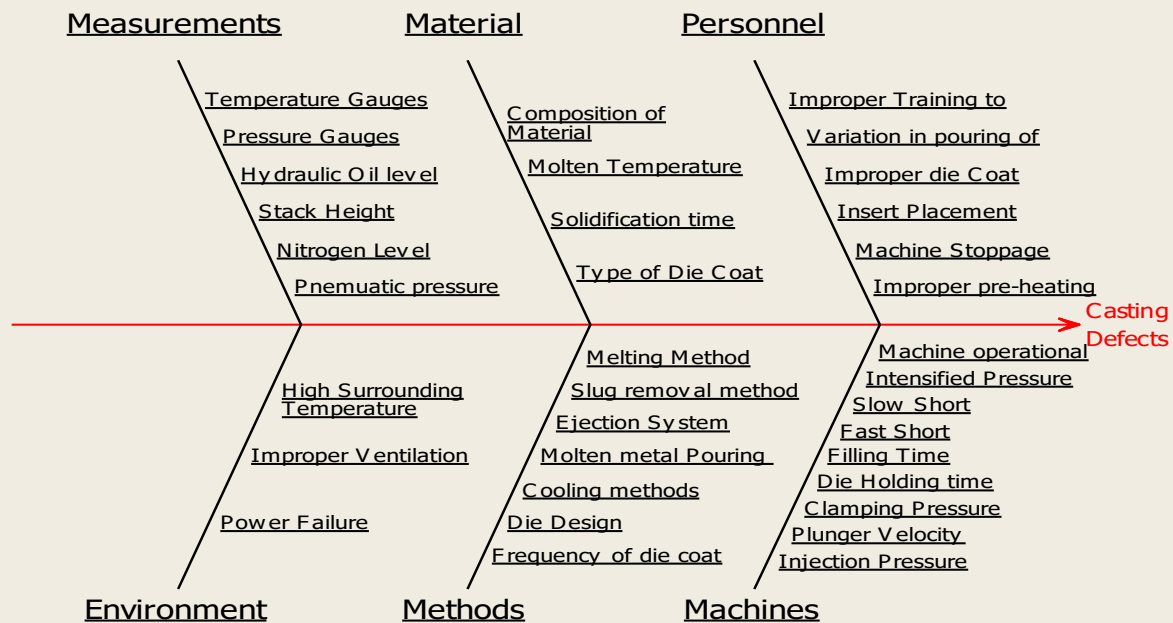 Measurements
Temperature Gauges
Pressure Gauges
Hydraulic Oil level
Stack Height
Nitrogen Level
Pnematic pressure
Material
Composition of
Material
Molten Temperature
Solidification time
Type of Die Coat
Personnel
Improper Training to
Variation in pouring of
Improper die Coat
Insert Placement
Machine Stoppage
Improper pre-heating
Casting
Defects
High Surrounding
Temperature
Improper Ventilation
Power Failure
Environment
Melting Method
Slug removal method
Ejection System
Molten metal Pouring
Cooling methods
Die Design
Frequency of die coat
Methods
Machine operational
Intensified Pressure
Slow Short
Fast Short
Filling Time
Die Holding time
Clamping Pressure
Plunger Velocity
Injection Pressure
Machines